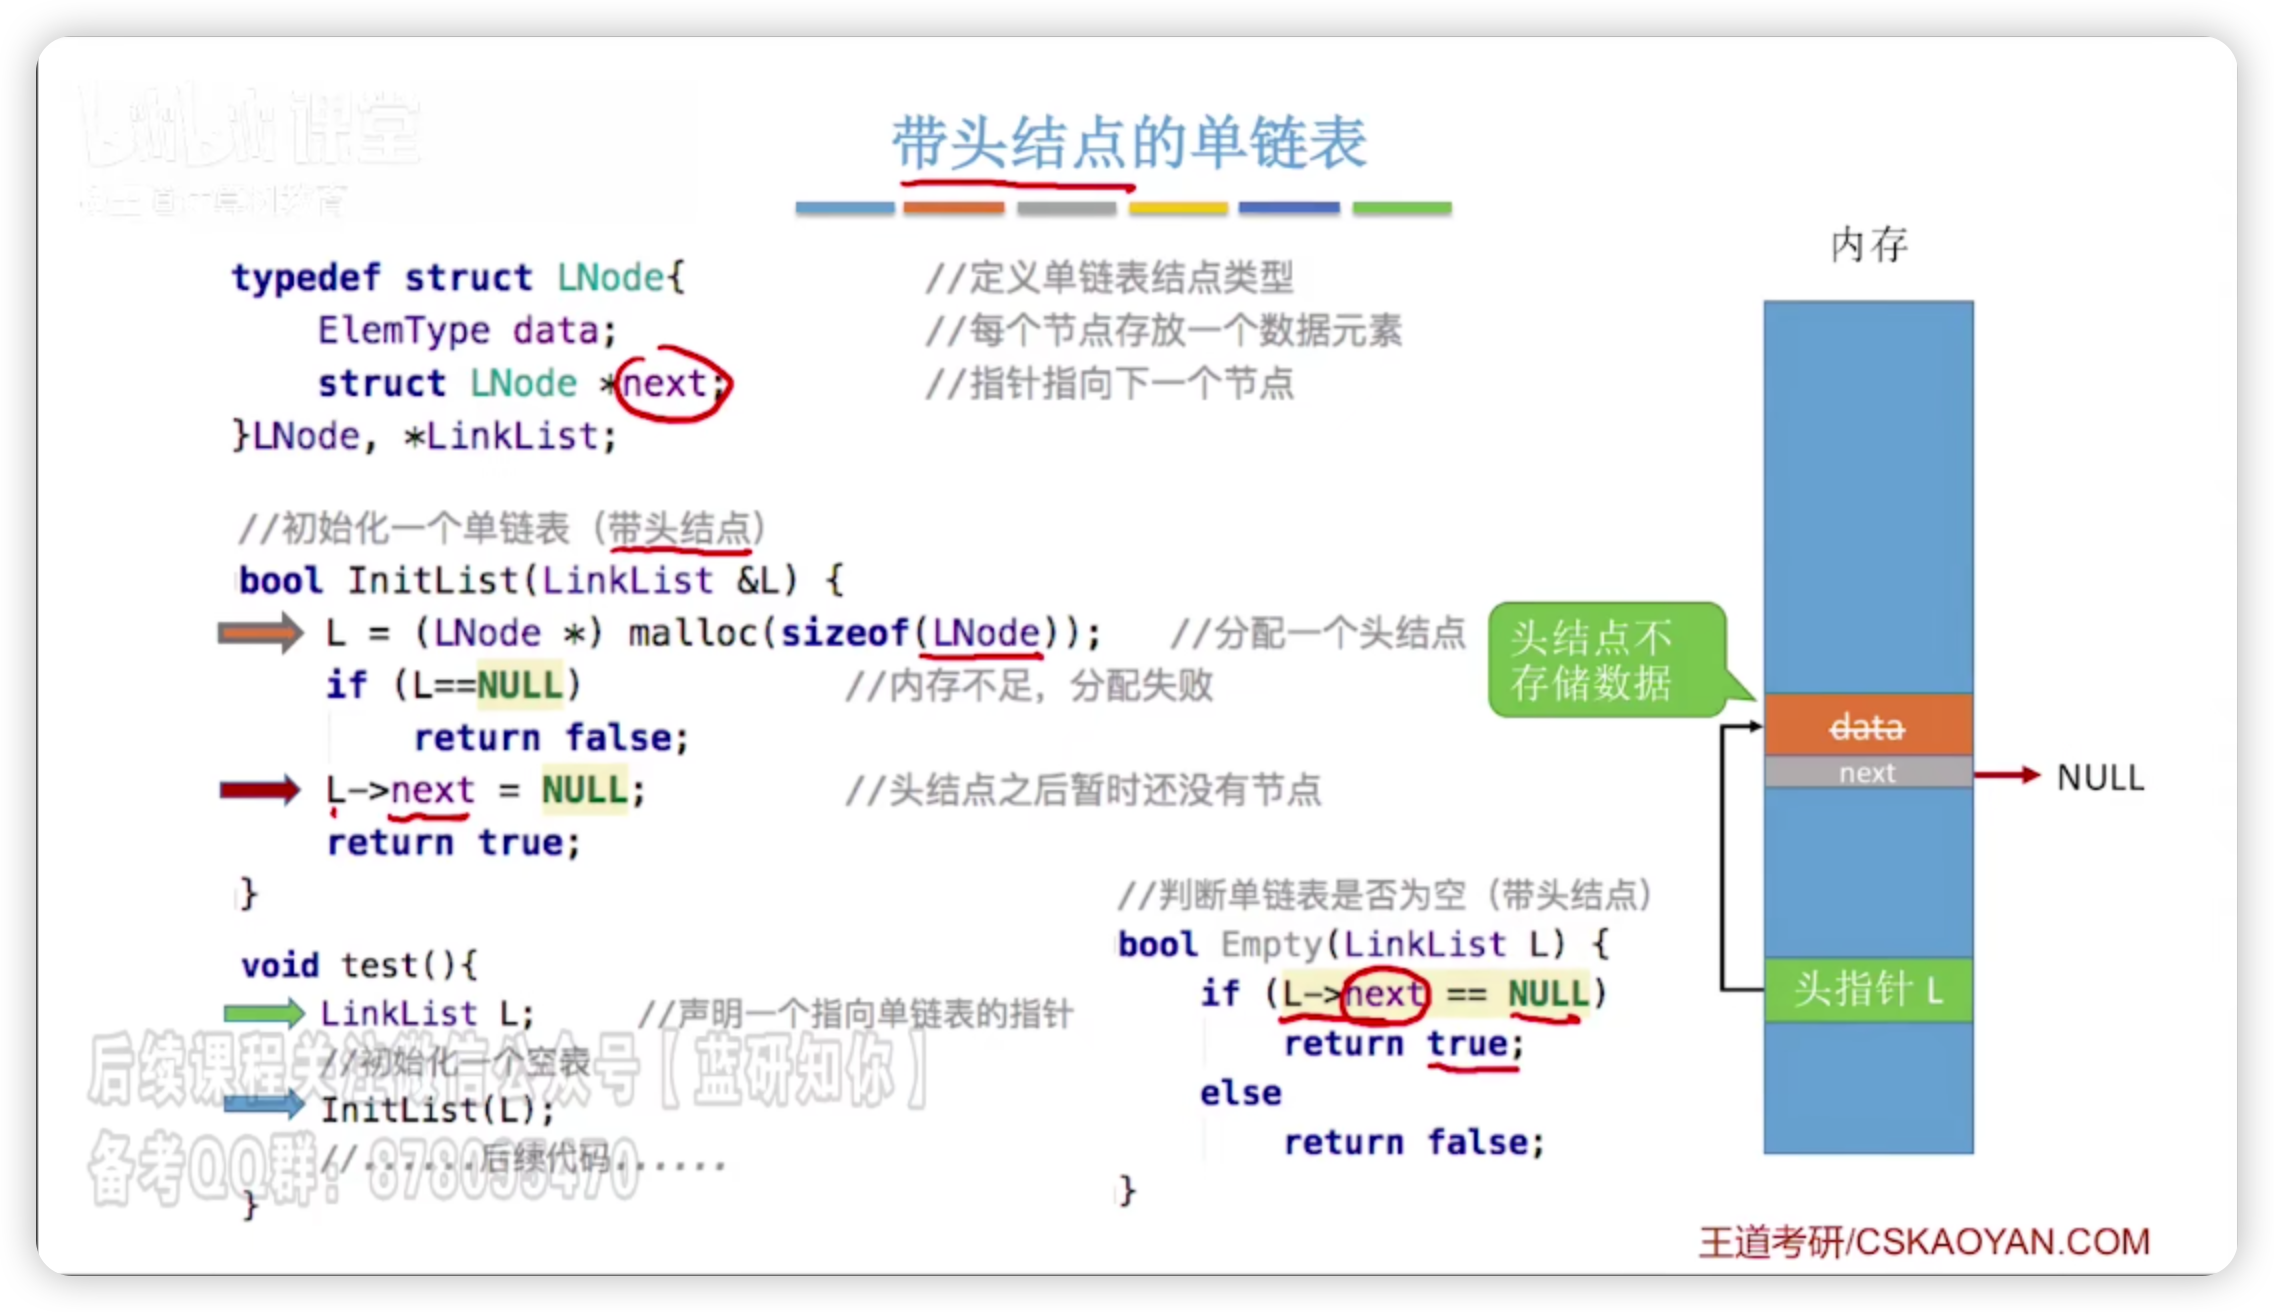 课堂
带头结点的单链表
typedef struct LNode{ //定义单链表结点类型
ElemType data; //每个节点存放一个数据元素
struct LNode *next; //指针指向下一个节点
}LNode, *LinkList;
//初始化一个单链表（带头结点）
bool InitList(LinkList &L) {
L = (LNode *) malloc(sizeof(LNode)); //分配一个头结点
if (L==NULL) //内存不足，分配失败
return false;
L->next = NULL; //头结点之后暂时还没有节点
return true;
}
void test(){
LinkList L; //声明一个指向单链表的指针
//初始化一个空表
InitList(L);
//......后续代码......
}
后续课程关注微信公众号【蓝研知你】
备考QQ群：878095470
//判断单链表是否为空（带头结点）
bool Empty(LinkList L) {
if (L->next == NULL)
return true;
else
return false;
}
内存
头结点不
存储数据
data
next
NULL
头指针 L
王道考研/CSKAOYAN.COM